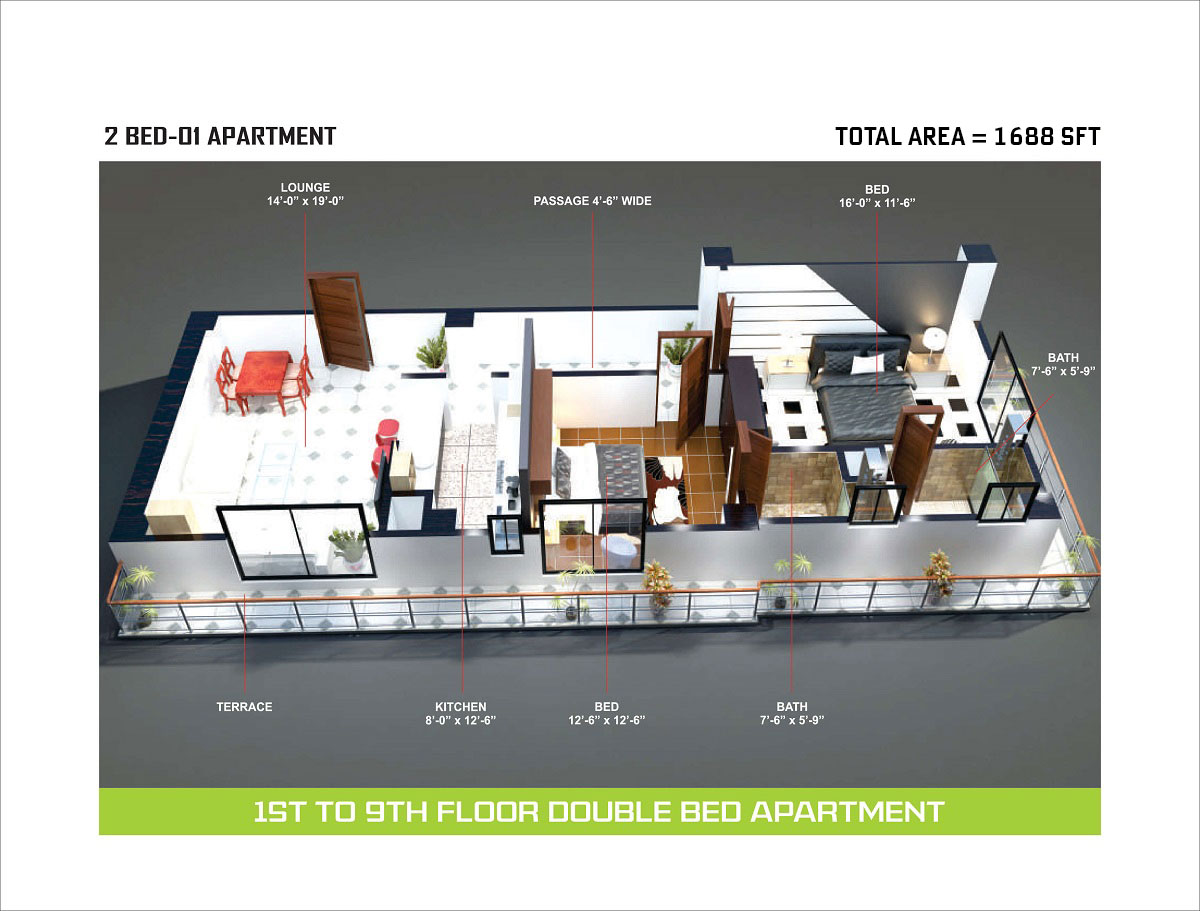 2 BED-01 APARTMENT
TOTAL AREA = 1688 SFT
LOUNGE
14’-0” x 19’-0”
PASSAGE 4’-6” WIDE
BED
16’-0” x 11’-6”
BATH
7’-6” x 5’-9”
TERRACE
KITCHEN
8’-0” x 12’-6”
BED
12’-6” x 12’-6”
BATH
7’-6” x 5’-9”
1ST TO 9TH FLOOR DOUBLE BED APARTMENT